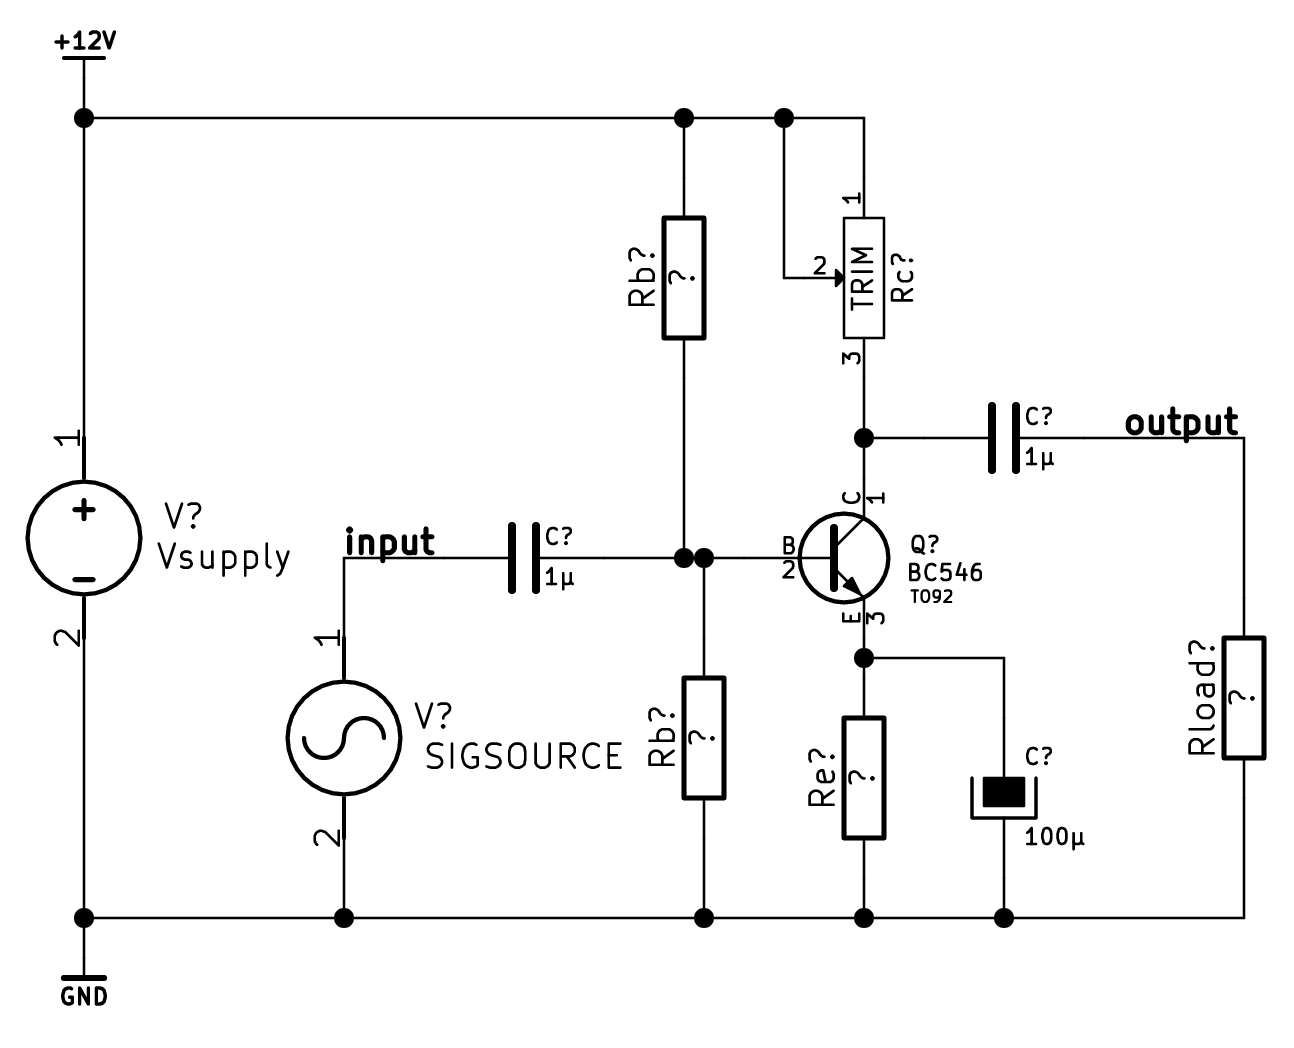 +12V
1
Rb?
?
2
TRIM
Rc?
3
output
C?
1µ
1
V?
Vsupply
2
input
C?
1µ
C
1
B
2
Q?
BC546
TO92
E
3
1
V?
SIGSOURCE
2
Rb?
?
Re?
?
C?
100µ
Rload?
?
GND